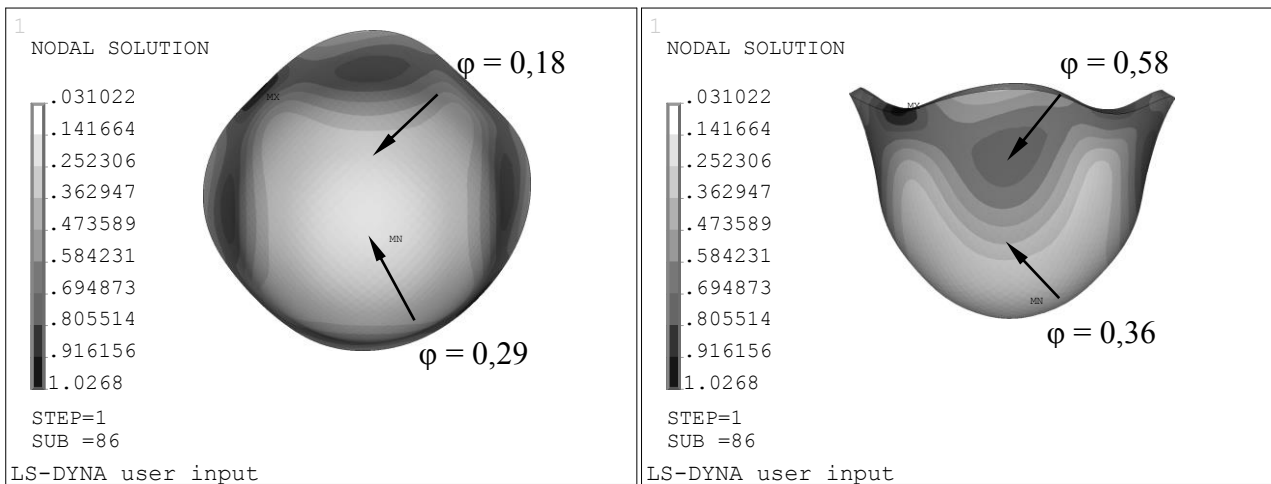 1
NODAL SOLUTION
φ = 0,18
.031022
.141664
.252306
.362947
.473589
.584231
.694873
.805514
.916156
1.0268
MX
MN
φ = 0,29
STEP=1
SUB =86
LS-DYNA user input
1
NODAL SOLUTION
φ = 0,58
.031022
.141664
.252306
.362947
.473589
.584231
.694873
.805514
.916156
1.0268
MX
MN
φ = 0,36
STEP=1
SUB =86
LS-DYNA user input